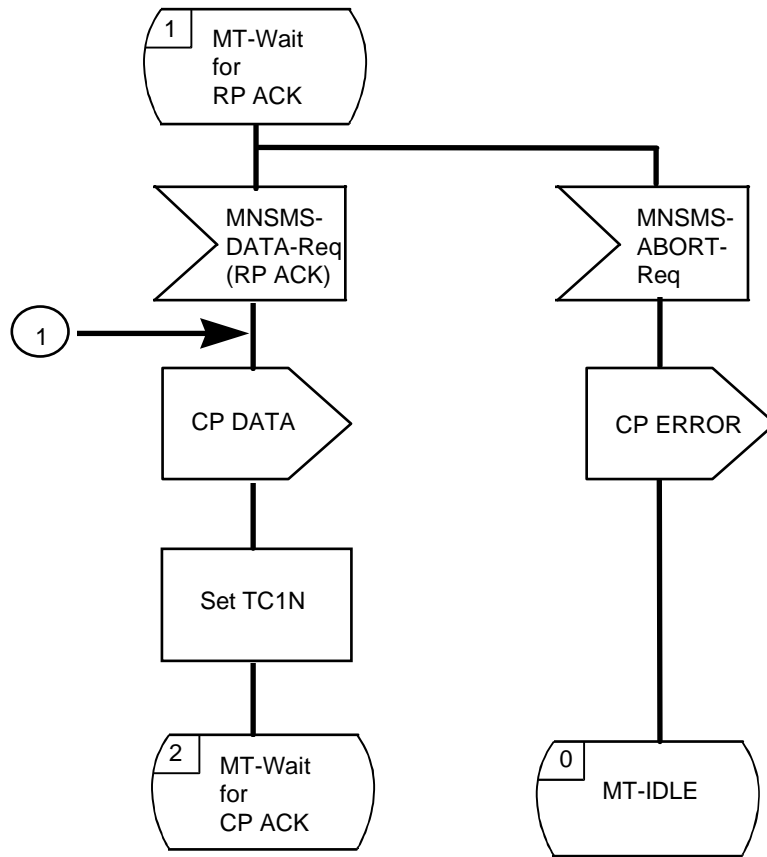 1
MT-Wait
for
RP ACK
MNSMS-
DATA-Req
(RP ACK)
MNSMS-
ABORT-
Req
1
CP DATA
CP ERROR
Set TC1N
2
MT-Wait
for
CP ACK
0
MT-IDLE